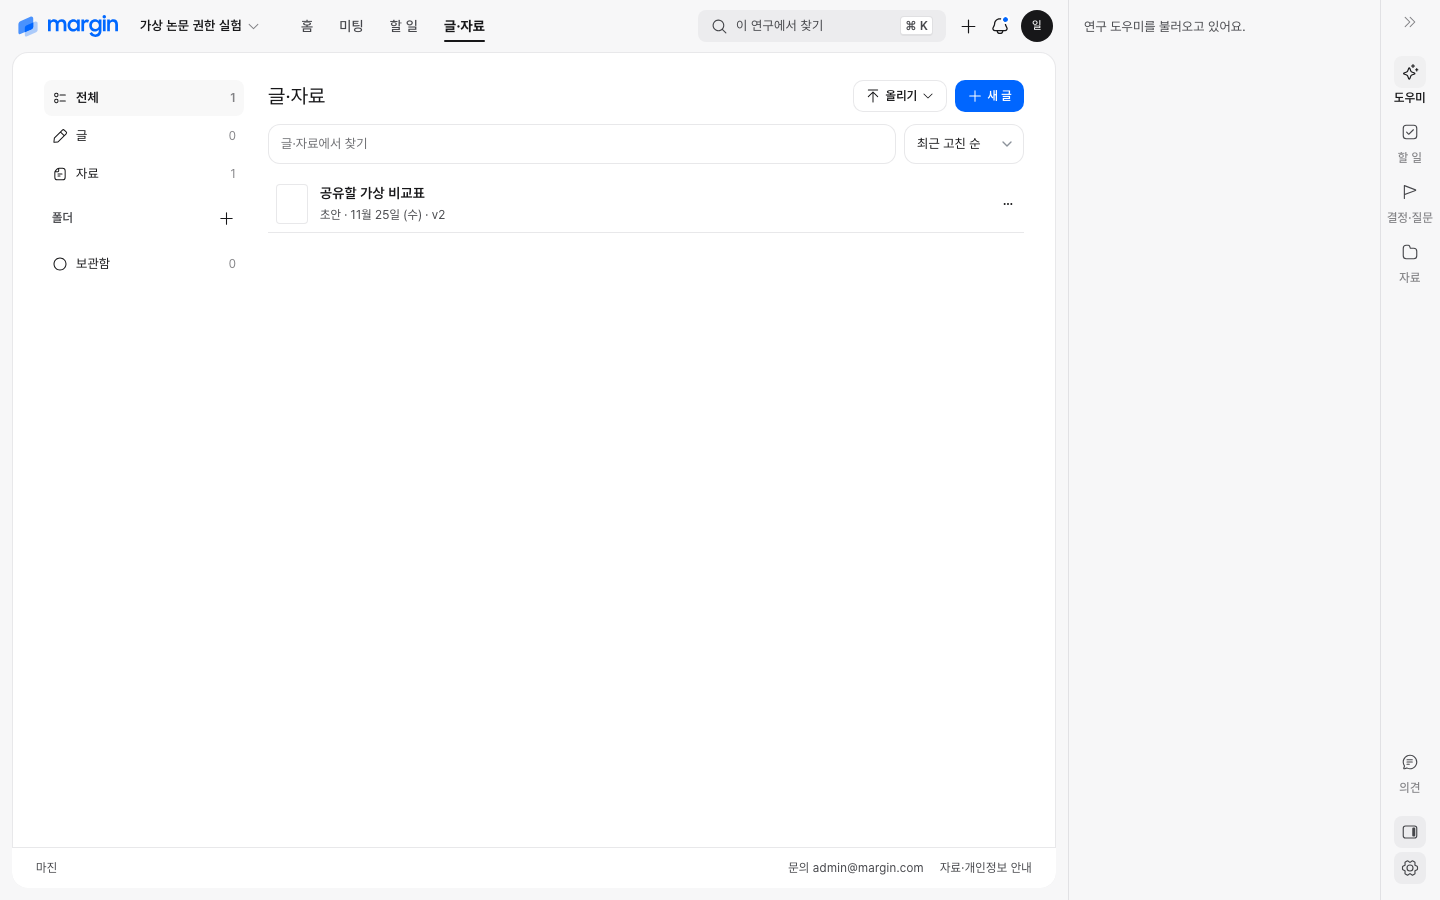 margin
가상 논문 권한 실험
홈
미팅
할 일
글·자료
이 연구에서 찾기
⌘ K
일
전체
1
글
0
자료
1
폴더
보관함
0
글·자료
올리기
새 글
글·자료에서 찾기
최근 고친 순
공유할 가상 비교표
초안 · 11월 25일 (수) · v2
마진
문의 admin@margin.com
자료·개인정보 안내
연구 도우미를 불러오고 있어요.
도우미
할 일
결정·질문
자료
의견